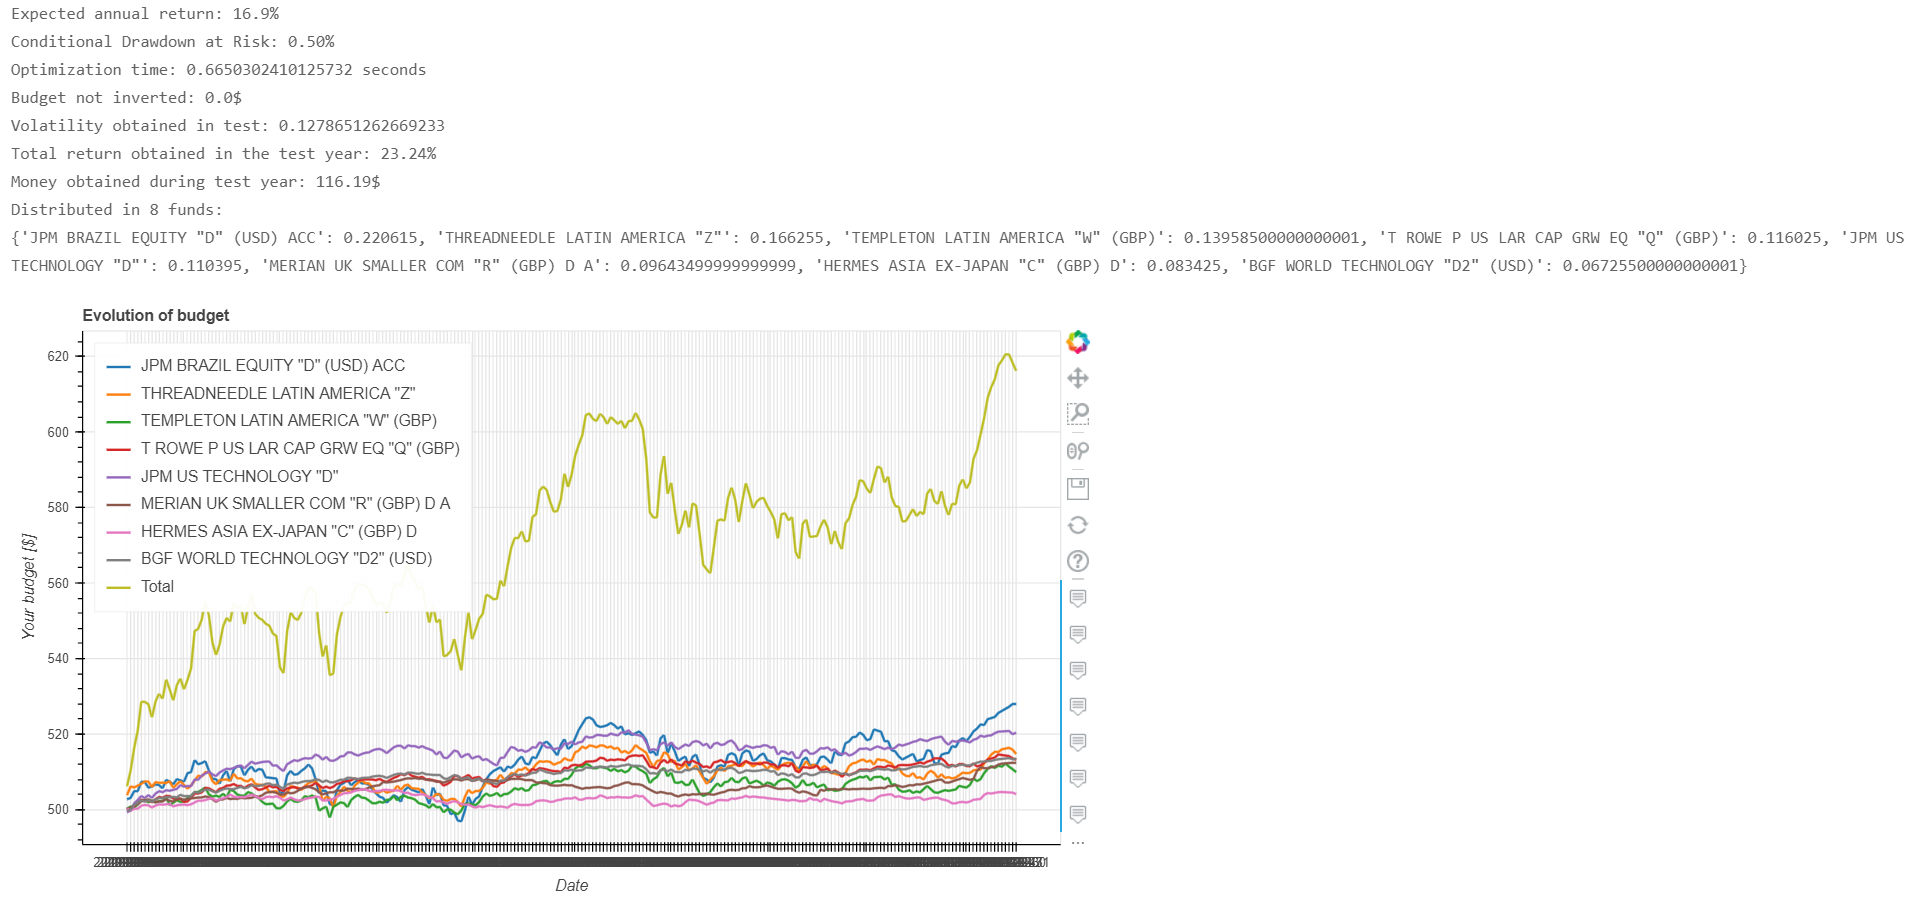 Expected annual return: 16.9%
Conditional Drawdown at Risk: 0.50%
Optimization time: 0.6650302410125732 seconds
Budget not inverted: 0.0$
Volatility obtained in test: 0.1278651262669233
Total return obtained in the test year: 23.24%
Money obtained during test year: 116.19$
Distributed in 8 funds:
{'JPM BRAZIL EQUITY "D" (USD) ACC': 0.220615, 'THREADNEEDLE LATIN AMERICA "Z"': 0.166255, 'TEMPLETON LATIN AMERICA "W" (GBP)': 0.13958500000000001, 'T ROWE P US LAR CAP GRW EQ "Q" (GBP)': 0.116025, 'JPM US
TECHNOLOGY "D"': 0.110395, 'MERIAN UK SMALLER COM "R" (GBP) D A': 0.09643499999999999, 'HERMES ASIA EX-JAPAN "C" (GBP) D': 0.083425, 'BGF WORLD TECHNOLOGY "D2" (USD)': 0.06725500000000001}
Evolution of budget
JPM BRAZIL EQUITY "D" (USD) ACC
THREADNEEDLE LATIN AMERICA "Z"
TEMPLETON LATIN AMERICA "W" (GBP)
T ROWE P US LAR CAP GRW EQ "Q" (GBP)
JPM US TECHNOLOGY "D"
MERIAN UK SMALLER COM "R" (GBP) D A
HERMES ASIA EX-JAPAN "C" (GBP) D
BGF WORLD TECHNOLOGY "D2" (USD)
Total
620
600
580
560
540
520
500
Your budget [$]
Date